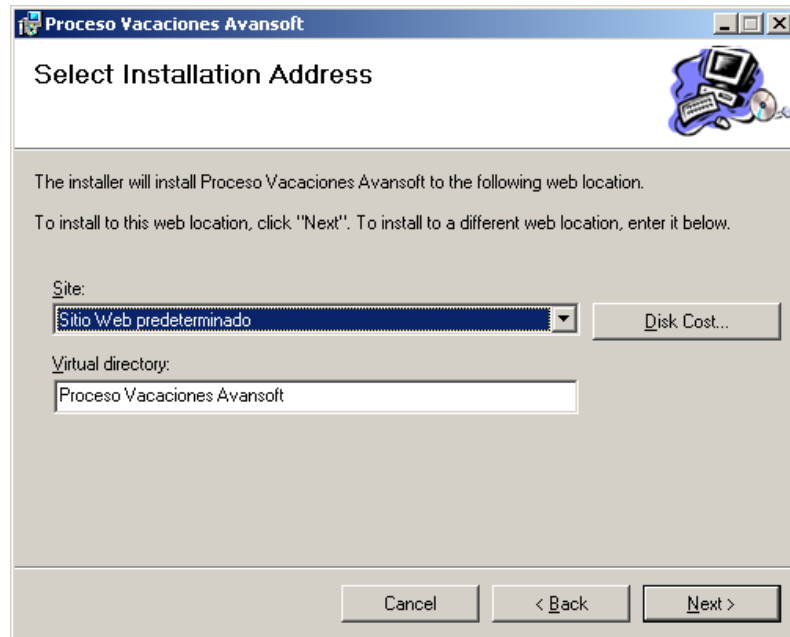 Proceso Vacaciones Avansoft
Select Installation Address
The installer will install Proceso Vacaciones Avansoft to the following web location.
To install to this web location, click "Next". To install to a different web location, enter it below.
Site:
Sitio Web predeterminado
Disk Cost...
Virtual directory:
Proceso Vacaciones Avansoft
Cancel
< Back
Next >